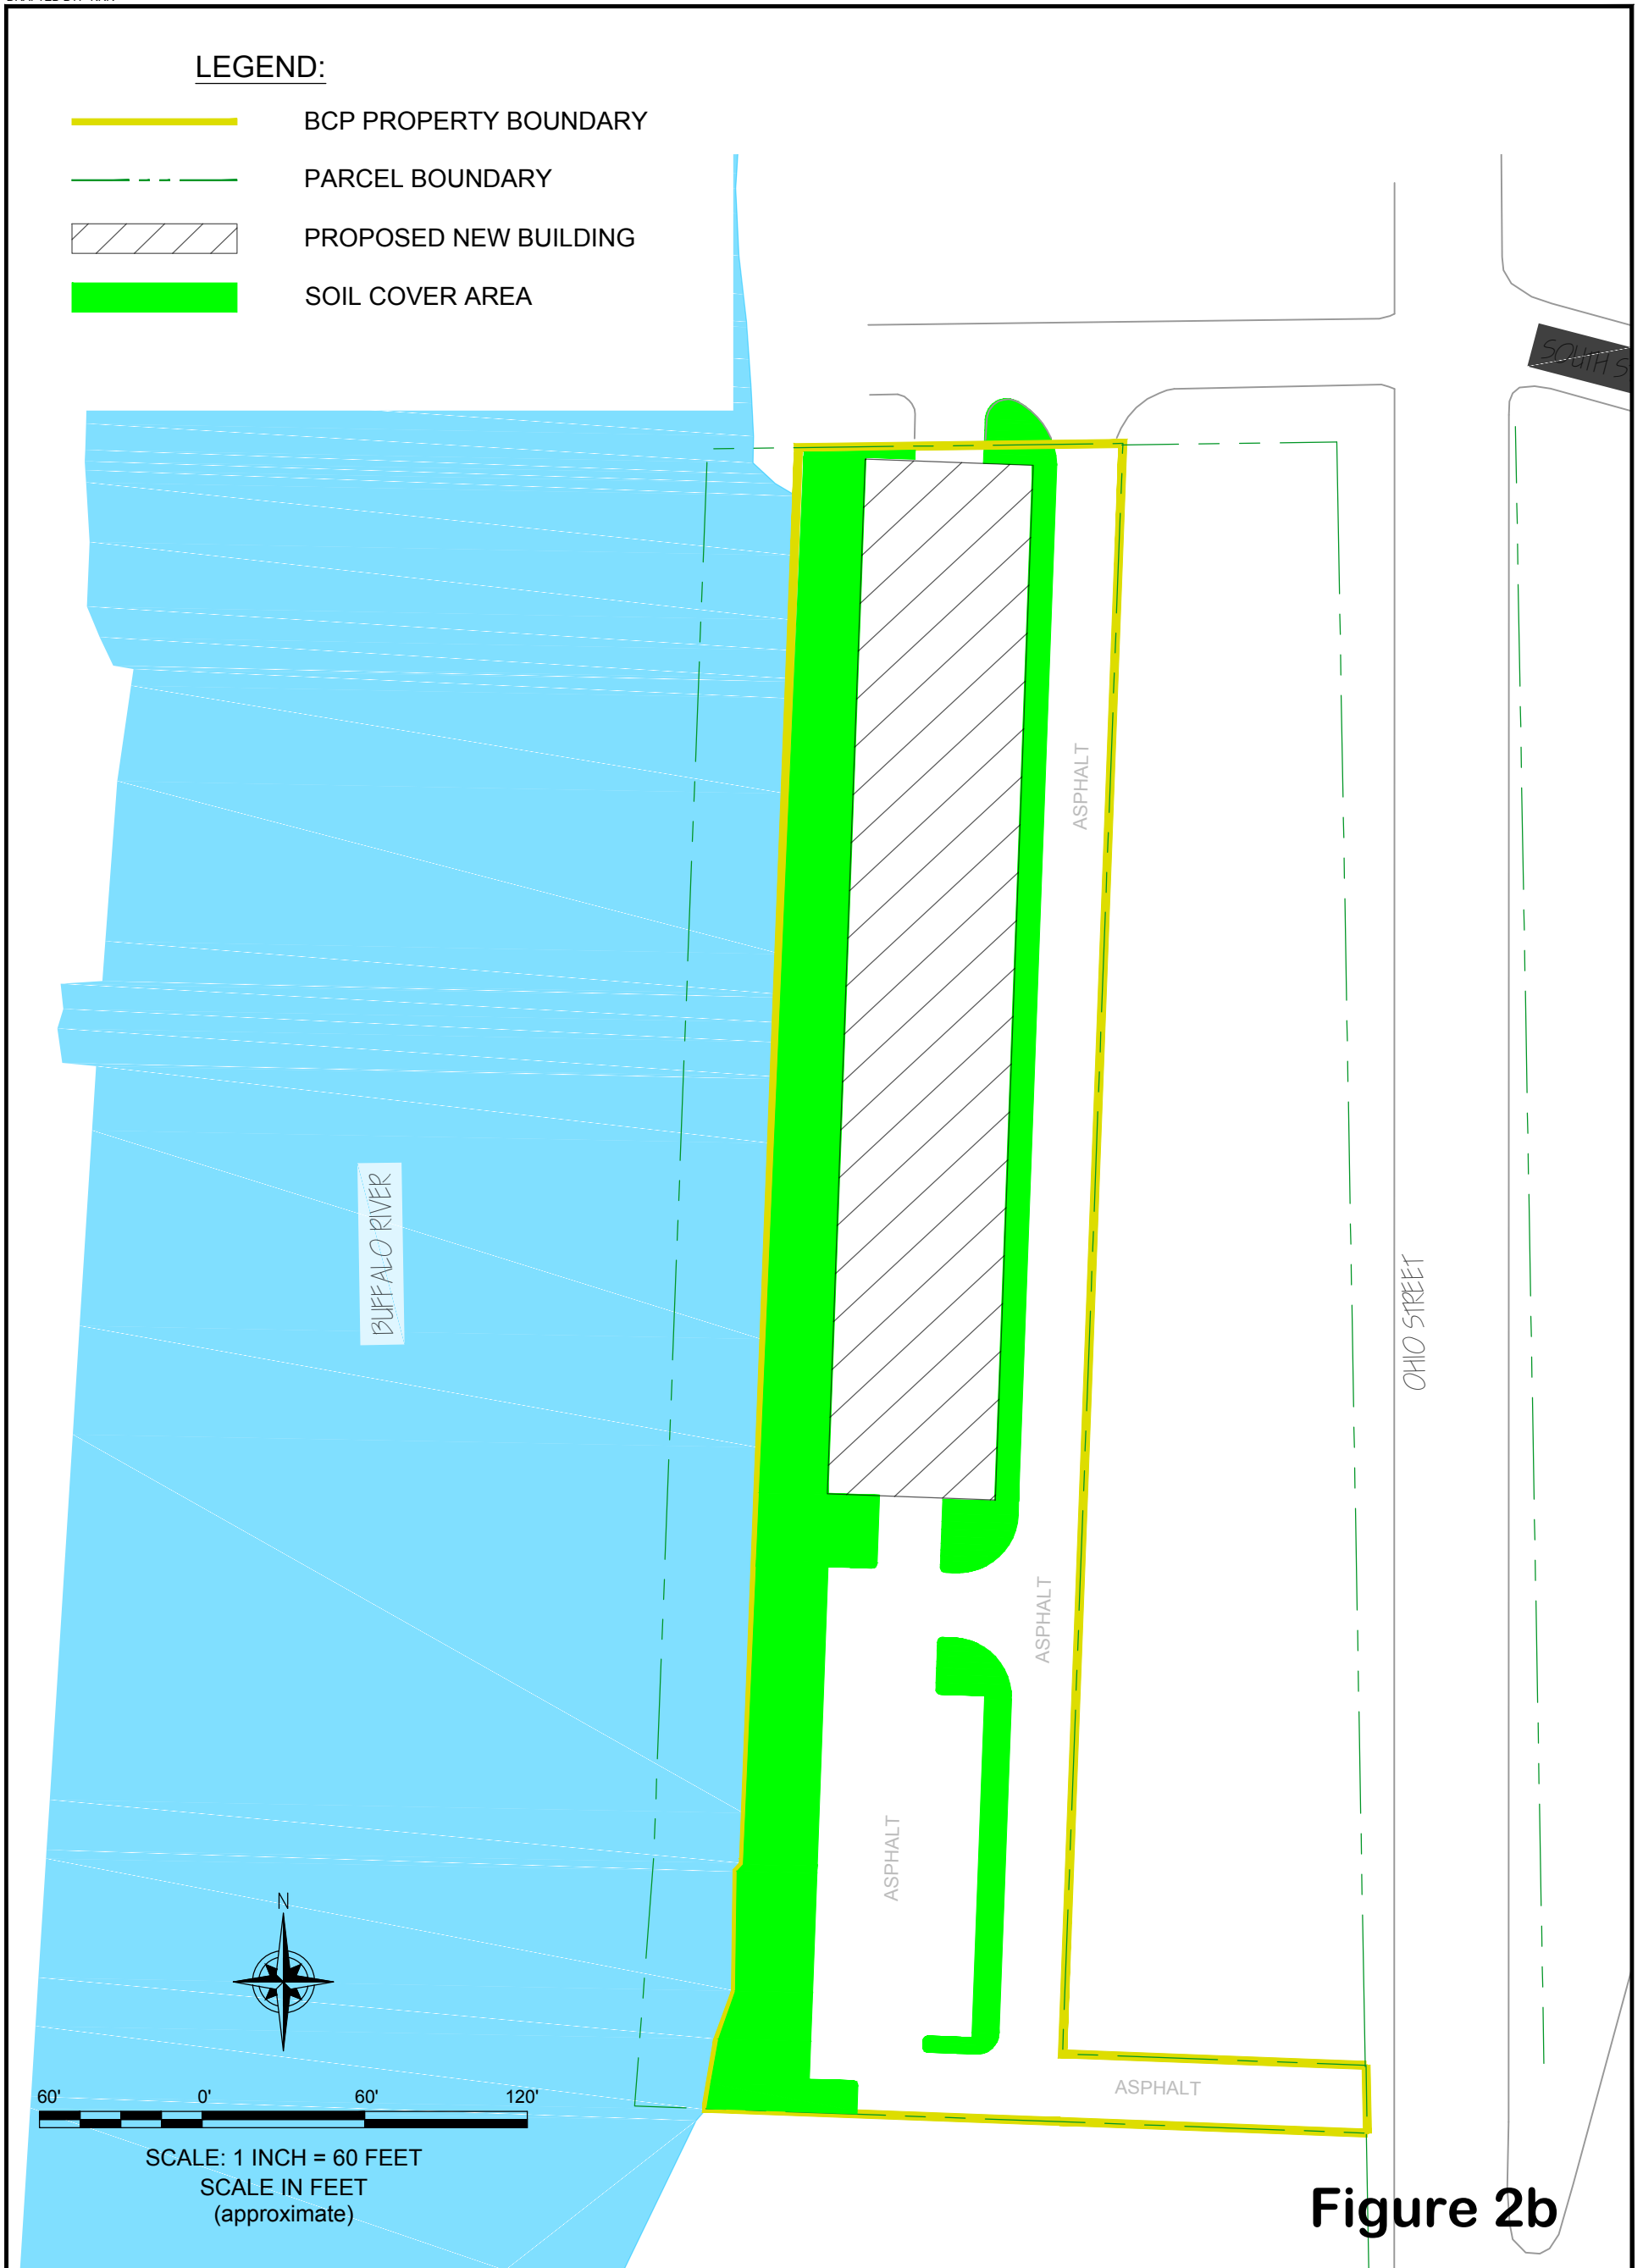 LEGEND:
BCP PROPERTY BOUNDARY
PARCEL BOUNDARY
PROPOSED NEW BUILDING
SOIL COVER AREA
SOUTH
ASPHALT
BUFFALO RIVER
OHIO STREET
ASPHALT
ASPHALT
ASPHALT
N
60' 0' 60' 120'
SCALE: 1 INCH = 60 FEET
SCALE IN FEET
(approximate)
Figure 2b